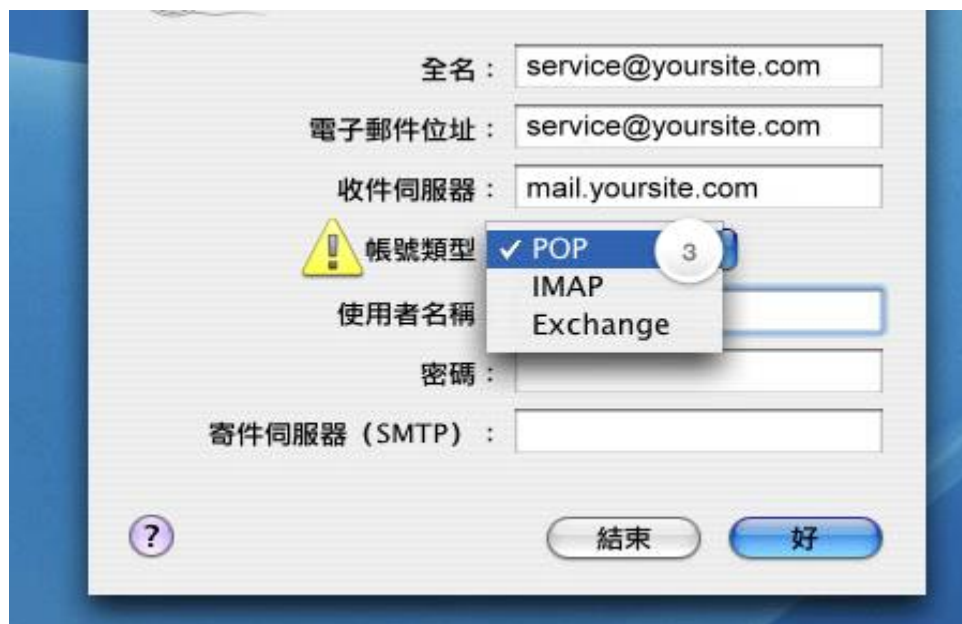 全名： service@yoursite.com
電子郵件位址： service@yoursite.com
收件伺服器： mail.yoursite.com
帳號類型 ✓ POP 3
IMAP
使用者名稱 Exchange
密碼：
寄件伺服器（SMTP）：
? 結束 好